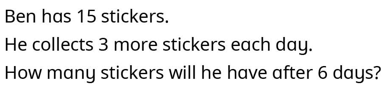 Ben has 15 stickers.
He collects 3 more stickers each day.
How many stickers will he have after 6 days?